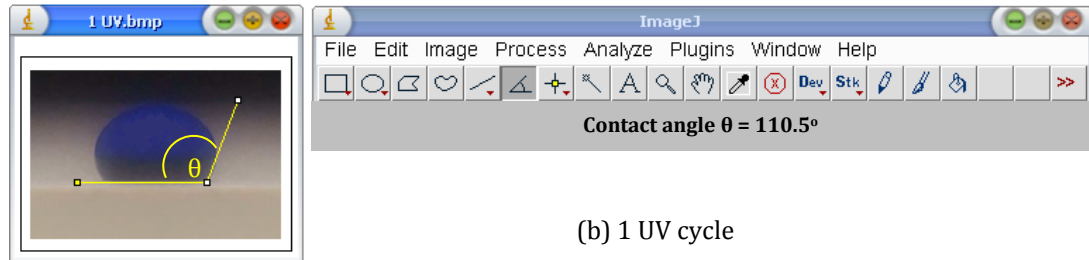 1 UV.bmp
θ
ImageJ
File Edit Image Process Analyze Plugins Window Help
A Dev Stk >>
Contact angle θ = 110.5º
(b) 1 UV cycle